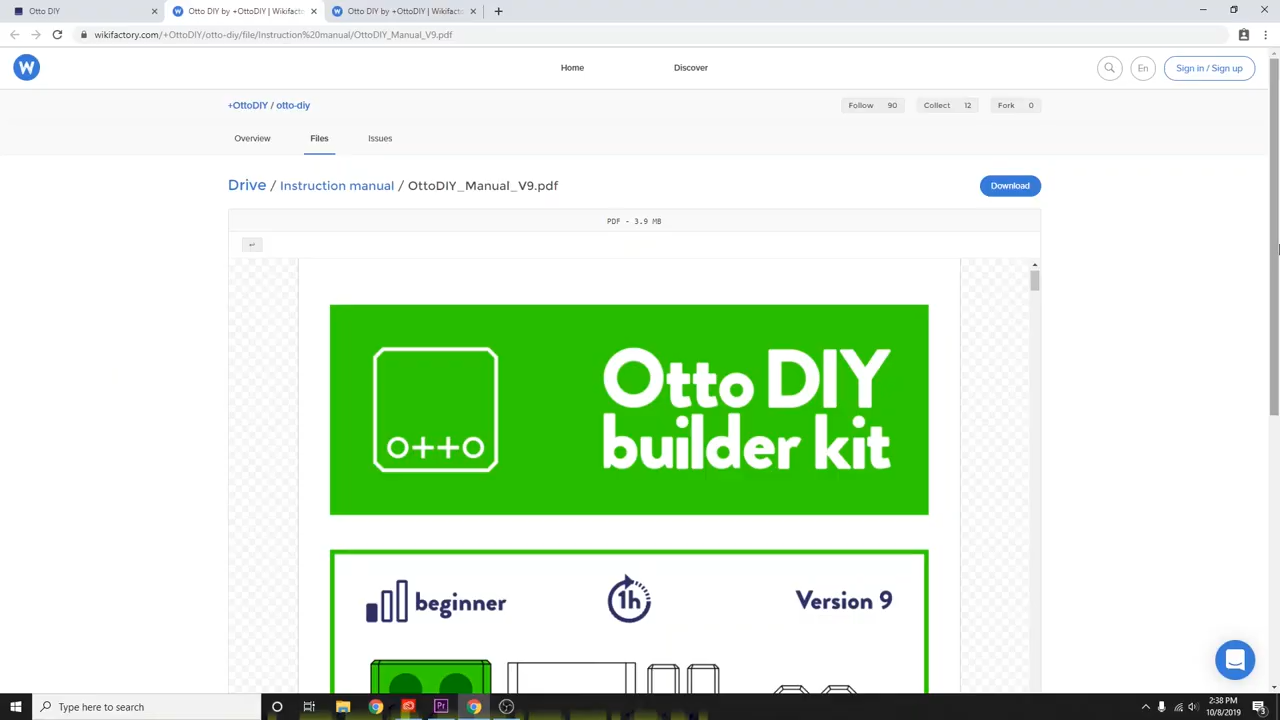 Otto DIY
Otto DIY by +OttoDIY | Wikifacto
Otto DIY by +OttoDIY | Wikifacto
wikifactory.com/+OttoDIY/otto-diy/file/Instruction%20manual/OttoDIY_Manual_V9.pdf
W
Home
Discover
En
Sign in / Sign up
+OttoDIY / otto-diy
Follow 90
Collect 12
Fork 0
Overview
Files
Issues
Drive / Instruction manual / OttoDIY_Manual_V9.pdf
Download
PDF - 3.9 MB
Otto DIY
builder kit
o++o
beginner
1h
Version 9
Type here to search
Pr
2:38 PM
10/8/2019